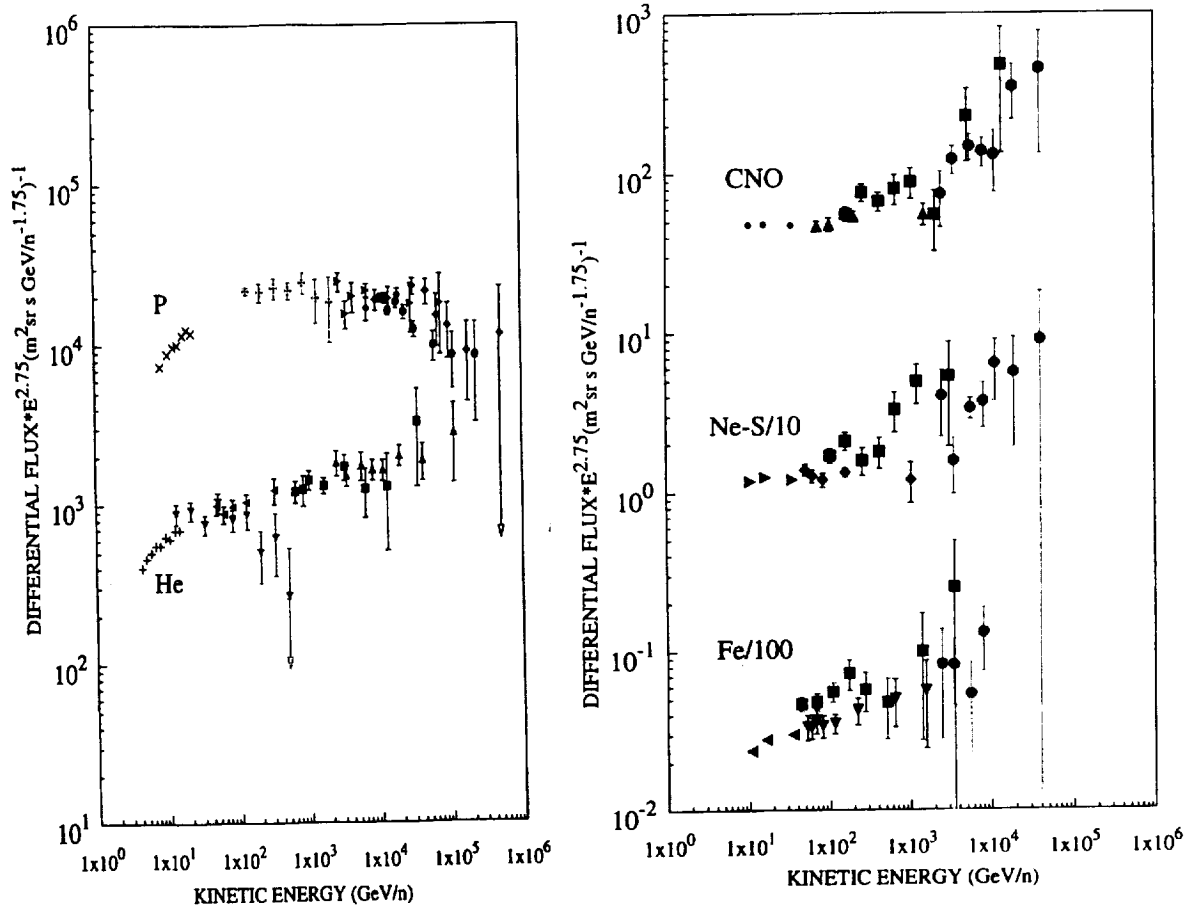 10^6
10^5
10^4
10^3
10^2
10^1
DIFFERENTIAL FLUX*E^2.75(m^2sr s GeV/n^-1.75)^-1
P
He
1x10^0
1x10^1
1x10^2
1x10^3
1x10^4
1x10^5
1x10^6
KINETIC ENERGY (GeV/n)
10^3
10^2
10^1
10^0
10^-1
10^-2
DIFFERENTIAL FLUX*E^2.75(m^2sr s GeV/n^-1.75)^-1
CNO
Ne-S/10
Fe/100
1x10^0
1x10^1
1x10^2
1x10^3
1x10^4
1x10^5
1x10^6
KINETIC ENERGY (GeV/n)